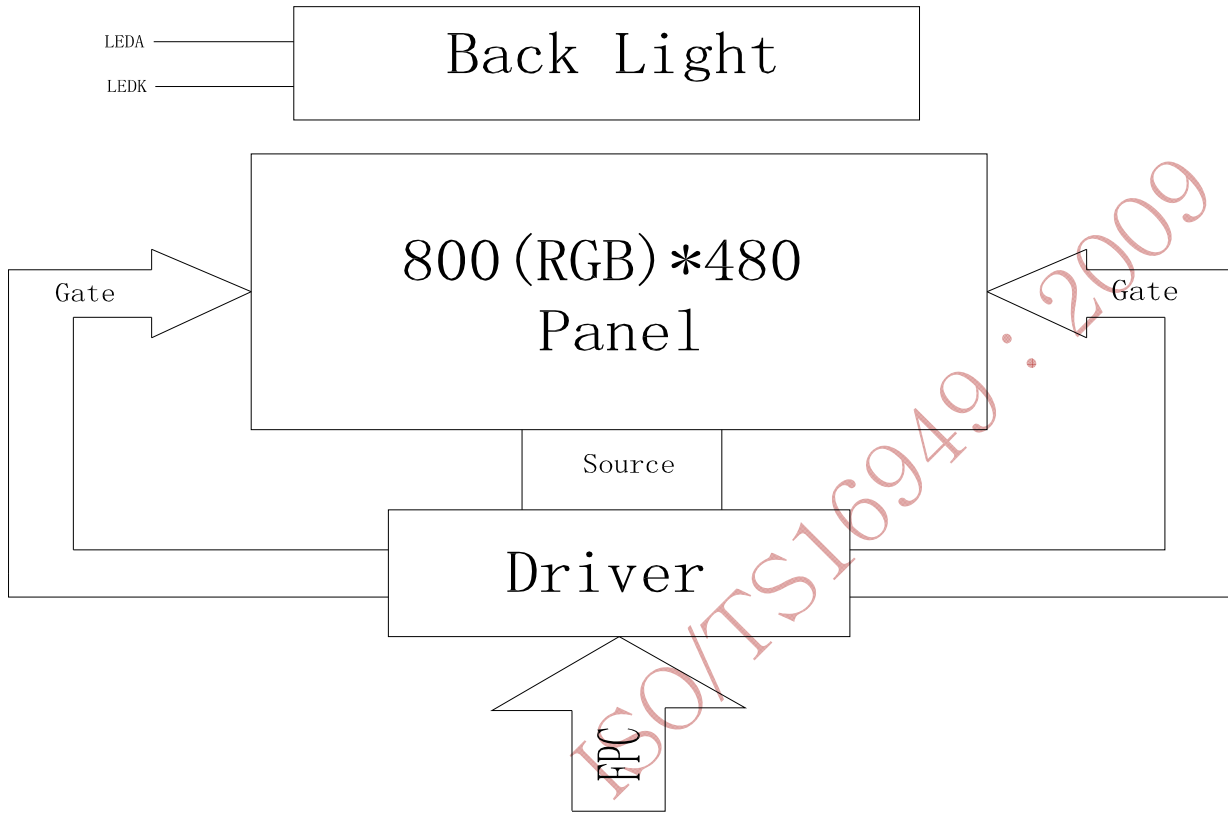 LEDA
LEDK
Back Light
800(RGB)*480
Panel
Gate
Gate
Source
Driver
FPC
ISO/TS16949：2009